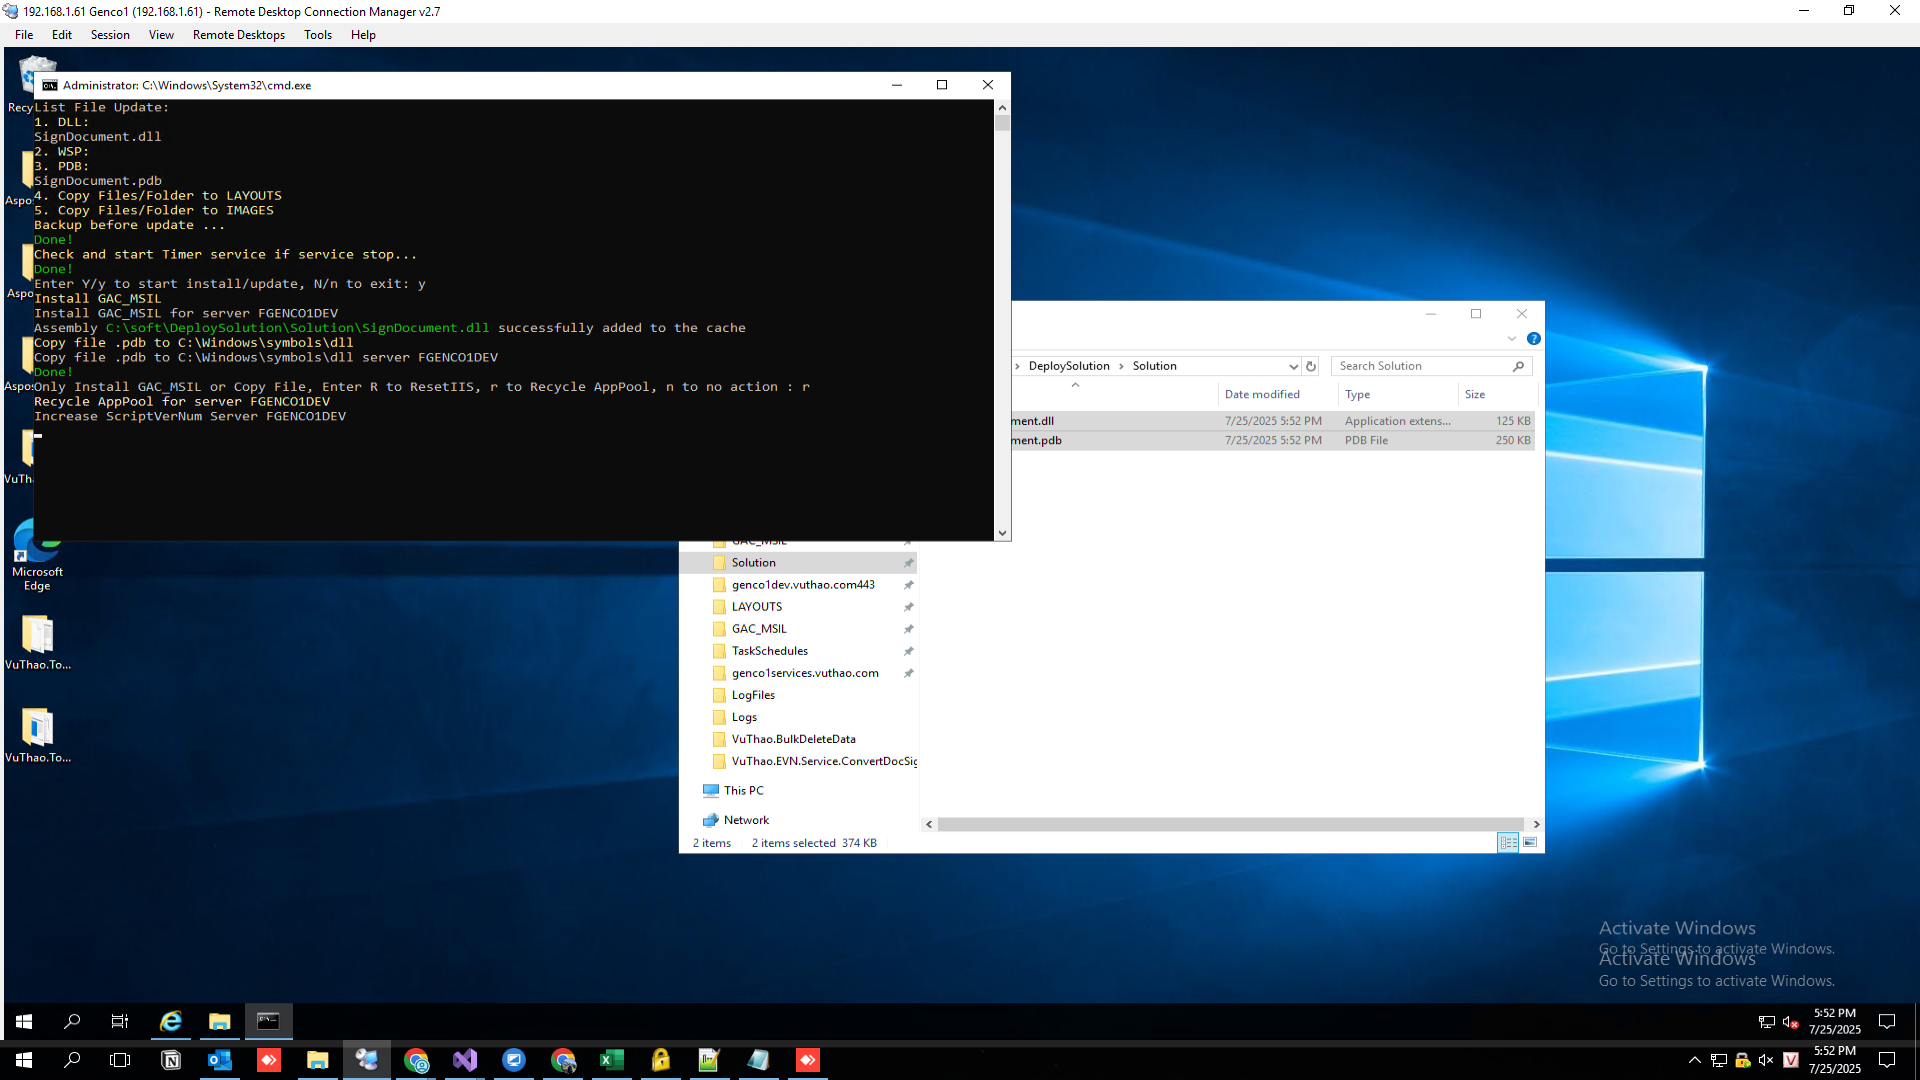 192.168.1.61 Genco1 (192.168.1.61) - Remote Desktop Connection Manager v2.7
File Edit Session View Remote Desktops Tools Help
Administrator: C:\Windows\System32\cmd.exe
List File Update:
1. DLL:
SignDocument.dll
2. WSP:
3. PDB:
SignDocument.pdb
4. Copy Files/Folder to LAYOUTS
5. Copy Files/Folder to IMAGES
Backup before update ...
Done!
Check and start Timer service if service stop...
Done!
Enter Y/y to start install/update, N/n to exit: y
Install GAC_MSIL
Install GAC_MSIL for server FGENCO1DEV
Assembly C:\soft\DeploySolution\Solution\SignDocument.dll successfully added to the cache
Copy file .pdb to C:\Windows\symbols\dll
Copy file .pdb to C:\Windows\symbols\dll server FGENCO1DEV
Done!
Only Install GAC_MSIL or Copy File, Enter R to ResetIIS, r to Recycle AppPool, n to no action : r
Recycle AppPool for server FGENCO1DEV
Increase ScriptVerNum Server FGENCO1DEV
Recy
Aspo
Aspo
Aspo
VuTh
Microsoft
Edge
VuThao.To...
VuThao.To...
DeploySolution > Solution
Search Solution
Date modified Type Size
ment.dll 7/25/2025 5:52 PM Application extens... 125 KB
ment.pdb 7/25/2025 5:52 PM PDB File 250 KB
GAC_MSIL
Solution
genco1dev.vuthao.com443
LAYOUTS
GAC_MSIL
TaskSchedules
genco1services.vuthao.com
LogFiles
Logs
VuThao.BulkDeleteData
VuThao.EVN.Service.ConvertDocSig
This PC
Network
2 items 2 items selected 374 KB
Activate Windows
Go to Settings to activate Windows.
Activate Windows
Go to Settings to activate Windows.
5:52 PM
7/25/2025
5:52 PM
7/25/2025